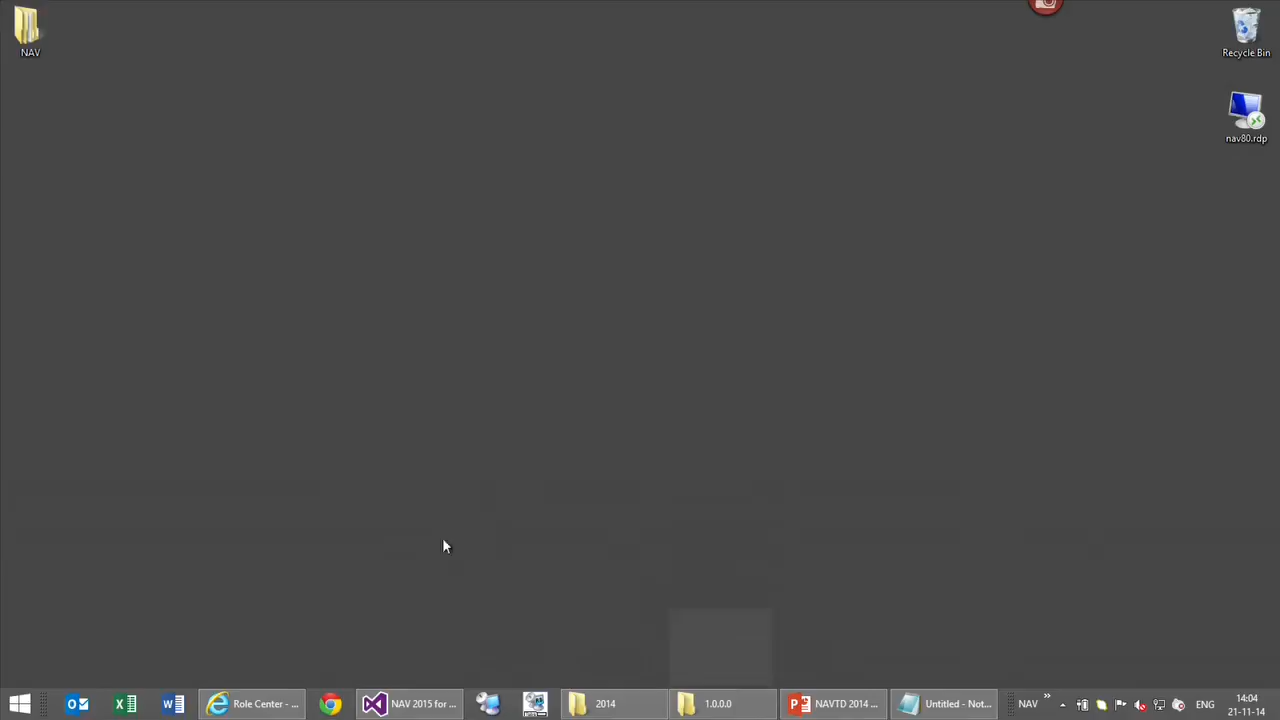 NAV
Recycle Bin
nav80.rdp
Role Center - ...
NAV 2015 for ...
2014
1.0.0.0
NAVTD 2014 ...
Untitled - Not...
NAV
ENG
14:04
21-11-14